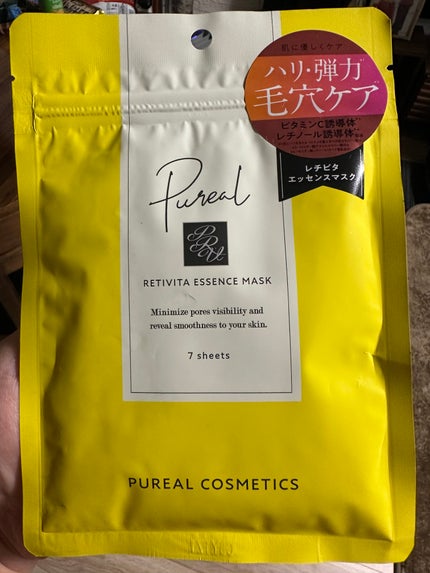 肌に優しくケア
ハリ・弾力
毛穴ケア
ビタミンC誘導体
レチノール誘導体
レチビタ
エッセンスマスク
Pureal
PRU
RETIVITA ESSENCE MASK
Minimize pores visibility and
reveal smoothness to your skin.
7 sheets
PUREAL COSMETICS